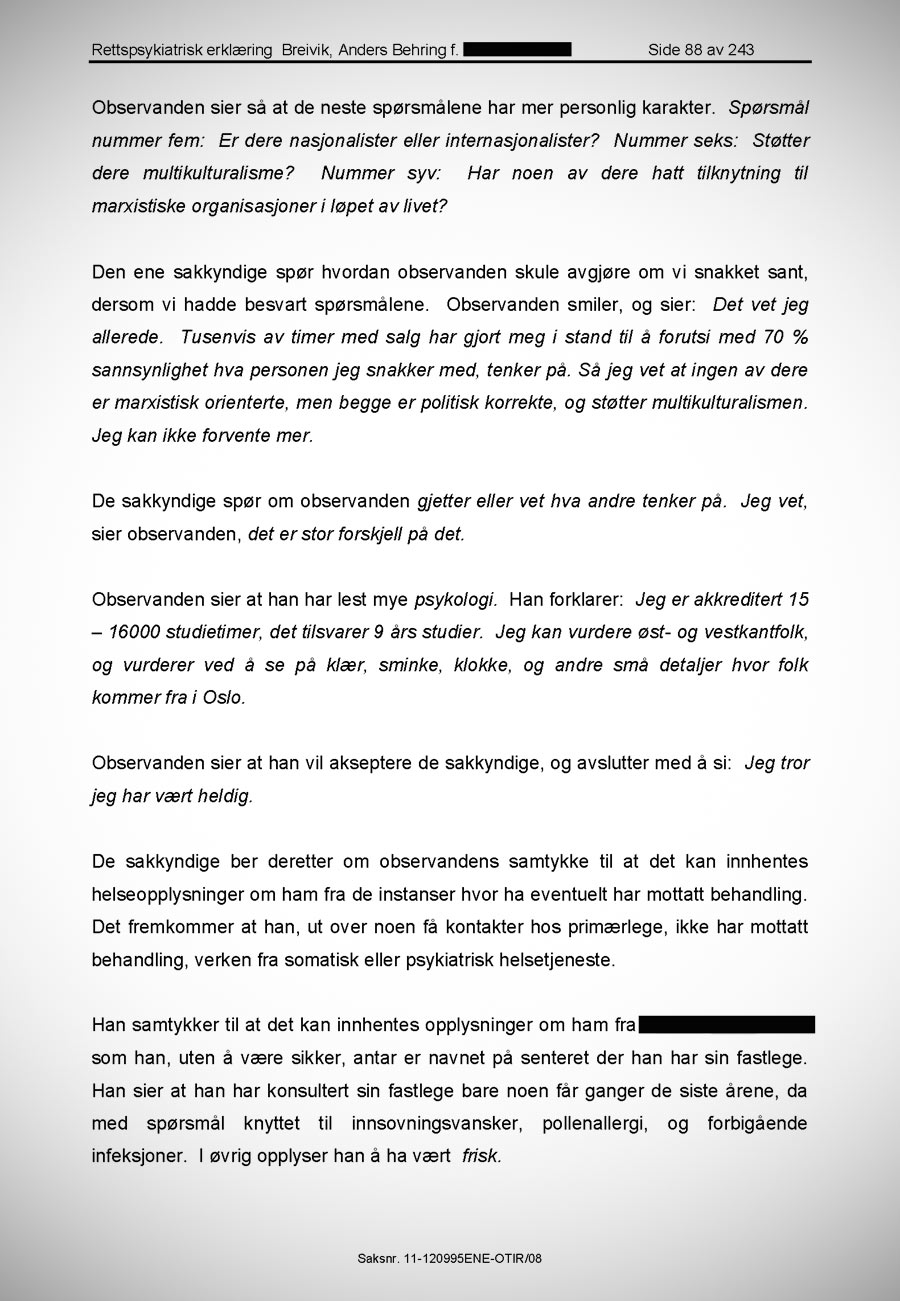 Rettspsykiatrisk erklæring  Breivik, Anders Behring f.  Side 88 av 243
Observanden sier så at de neste spørsmålene har mer personlig karakter.  Spørsmål
nummer fem:  Er dere nasjonalister eller internasjonalister?  Nummer seks:  Støtter
dere multikulturalisme?  Nummer syv:  Har noen av dere hatt tilknytning til
marxistiske organisasjoner i løpet av livet?
Den ene sakkyndige spør hvordan observanden skule avgjøre om vi snakket sant,
dersom vi hadde besvart spørsmålene.  Observanden smiler, og sier:  Det vet jeg
allerede.  Tusenvis av timer med salg har gjort meg i stand til å forutsi med 70 %
sannsynlighet hva personen jeg snakker med, tenker på. Så jeg vet at ingen av dere
er marxistisk orienterte, men begge er politisk korrekte, og støtter multikulturalismen.
Jeg kan ikke forvente mer.
De sakkyndige spør om observanden gjetter eller vet hva andre tenker på.  Jeg vet,
sier observanden, det er stor forskjell på det.
Observanden sier at han har lest mye psykologi.  Han forklarer:  Jeg er akkreditert 15
– 16000 studietimer, det tilsvarer 9 års studier.  Jeg kan vurdere øst- og vestkantfolk,
og vurderer ved å se på klær, sminke, klokke, og andre små detaljer hvor folk
kommer fra i Oslo.
Observanden sier at han vil akseptere de sakkyndige, og avslutter med å si:  Jeg tror
jeg har vært heldig.
De sakkyndige ber deretter om observandens samtykke til at det kan innhentes
helseopplysninger om ham fra de instanser hvor ha eventuelt har mottatt behandling.
Det fremkommer at han, ut over noen få kontakter hos primærlege, ikke har mottatt
behandling, verken fra somatisk eller psykiatrisk helsetjeneste.
Han samtykker til at det kan innhentes opplysninger om ham fra
som han, uten å være sikker, antar er navnet på senteret der han har sin fastlege.
Han sier at han har konsultert sin fastlege bare noen får ganger de siste årene, da
med spørsmål knyttet til innsovningsvansker, pollenallergi, og forbigående
infeksjoner.  I øvrig opplyser han å ha vært  frisk.
Saksnr. 11-120995ENE-OTIR/08